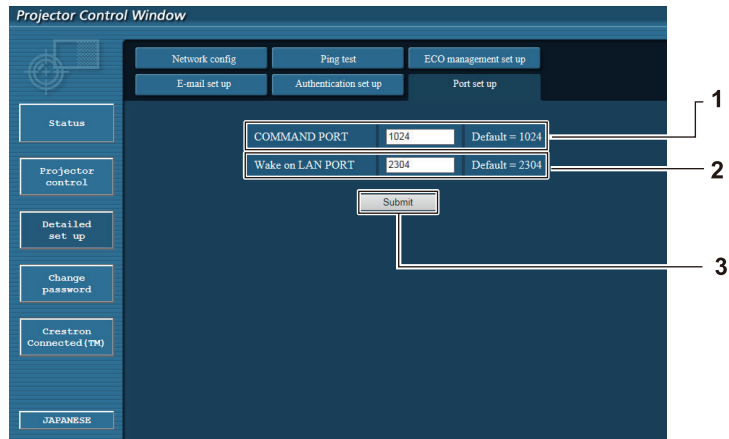 Projector Control Window
Network config
Ping test
ECO management set up
E-mail set up
Authentication set up
Port set up
Status
Projector
control
Detailed
set up
Change
password
Crestron
Connected(TM)
JAPANESE
COMMAND PORT 1024 Default = 1024
Wake on LAN PORT 2304 Default = 2304
Submit
1
2
3